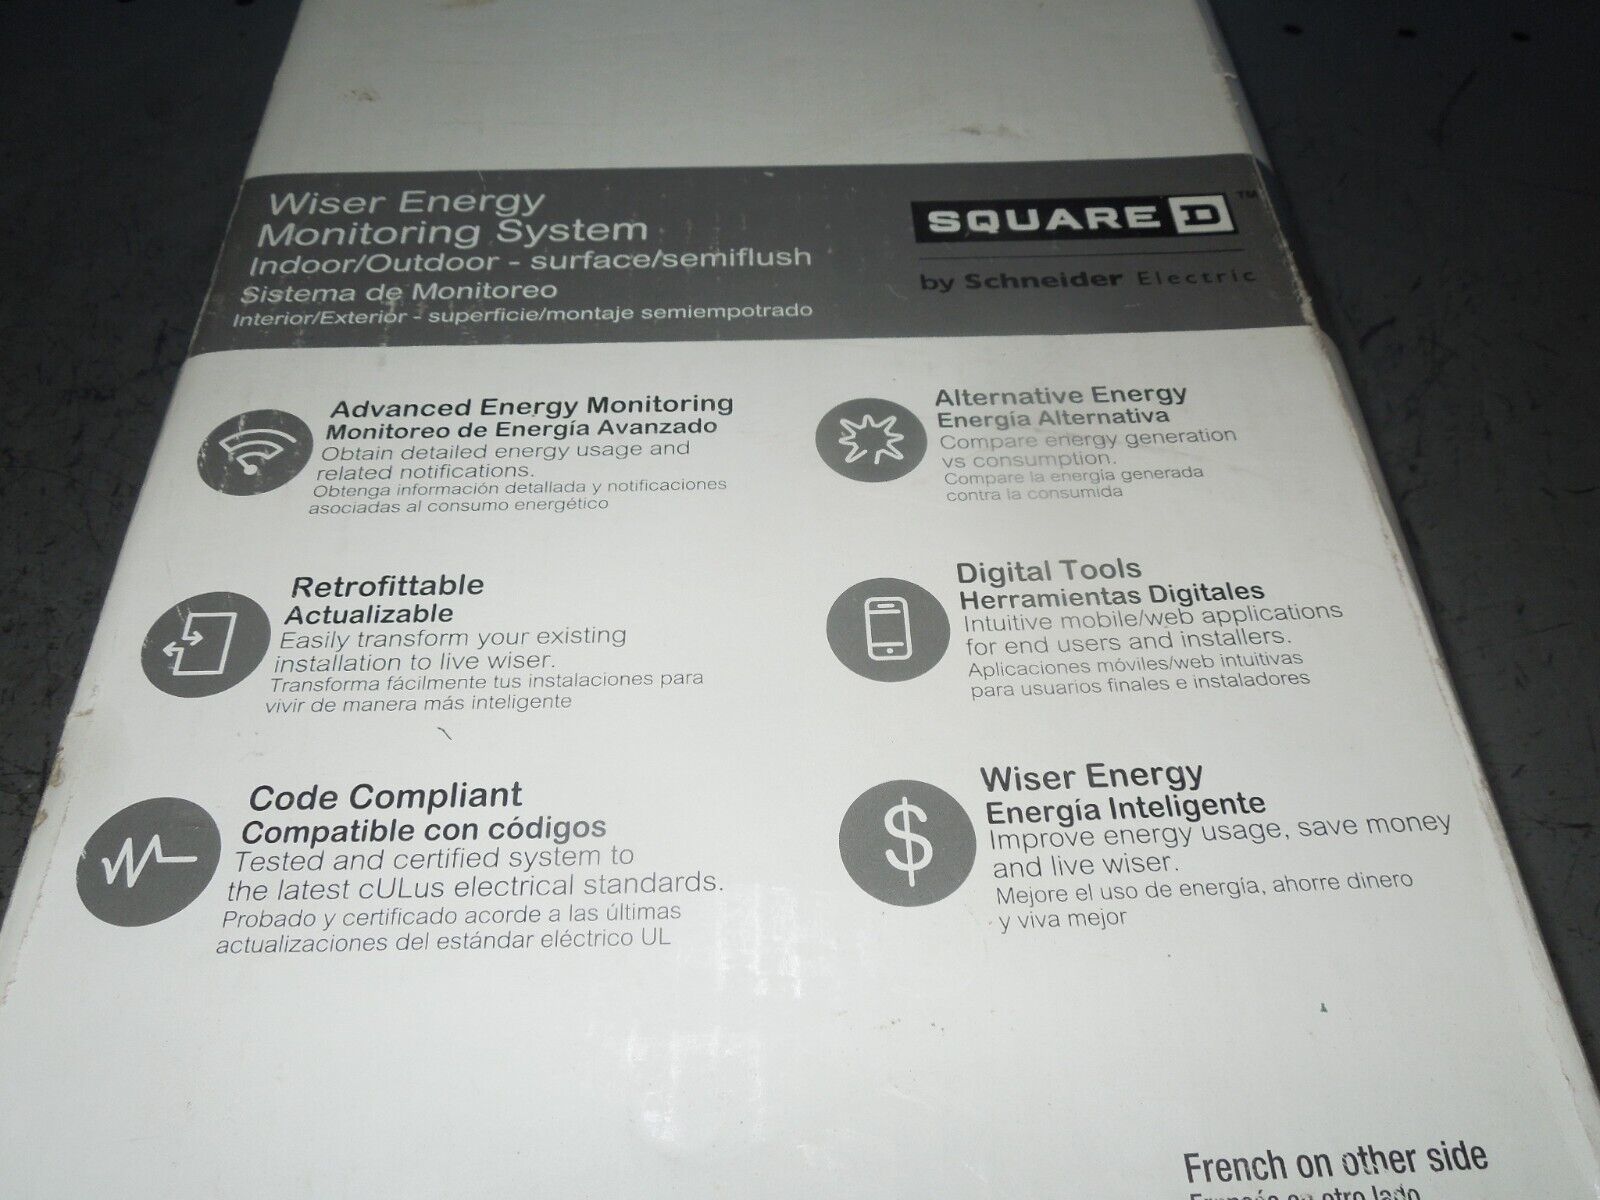 Wiser Energy
Monitoring System
Indoor/Outdoor - surface/semiflush
Sistema de Monitoreo
Interior/Exterior - superficie/montaje semiempotrado
SQUARE D ™
by Schneider Electric
Advanced Energy Monitoring
Monitoreo de Energía Avanzado
Obtain detailed energy usage and
related notifications.
Obtenga información detallada y notificaciones
asociadas al consumo energético
Alternative Energy
Energía Alternativa
Compare energy generation
vs consumption.
Compare la energía generada
contra la consumida
Retrofittable
Actualizable
Easily transform your existing
installation to live wiser.
Transforma fácilmente tus instalaciones para
vivir de manera más inteligente
Digital Tools
Herramientas Digitales
Intuitive mobile/web applications
for end users and installers.
Aplicaciones móviles/web intuitivas
para usuarios finales e instaladores
Code Compliant
Compatible con códigos
Tested and certified system to
the latest cULus electrical standards.
Probado y certificado acorde a las últimas
actualizaciones del estándar eléctrico UL
$
Wiser Energy
Energía Inteligente
Improve energy usage, save money
and live wiser.
Mejore el uso de energía, ahorre dinero
y viva mejor
French on other side
Francés en otro lado